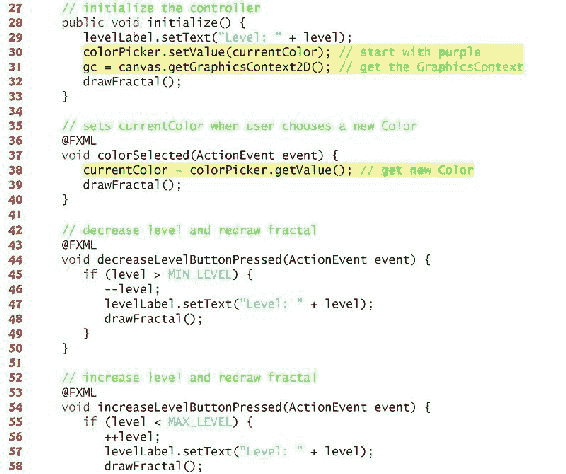 27 // initialize the controller
28 public void initialize() {
29 levelLabel.setText("Level: " + level);
30 colorPicker.setValue(currentColor); // start with purple
31 gc = canvas.getGraphicsContext2D(); // get the GraphicsContext
32 drawFractal();
33 }
34
35 // sets currentColor when user chooses a new Color
36 @FXML
37 void colorSelected(ActionEvent event) {
38 currentColor = colorPicker.getValue(); // get new Color
39 drawFractal();
40 }
41
42 // decrease level and redraw fractal
43 @FXML
44 void decreaseLevelButtonPressed(ActionEvent event) {
45 if (level > MIN_LEVEL) {
46 --level;
47 levelLabel.setText("Level: " + level);
48 drawFractal();
49 }
50 }
51
52 // increase level and redraw fractal
53 @FXML
54 void increaseLevelButtonPressed(ActionEvent event) {
55 if (level < MAX_LEVEL) {
56 ++level;
57 levelLabel.setText("Level: " + level);
58 drawFractal();